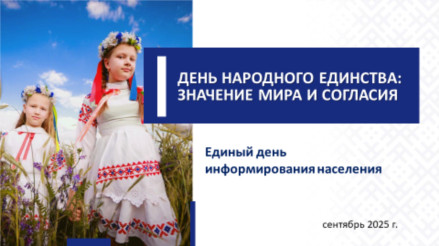 ДЕНЬ НАРОДНОГО ЕДИНСТВА:
ЗНАЧЕНИЕ МИРА И СОГЛАСИЯ
Единый день
информирования населения
сентябрь 2025 г.